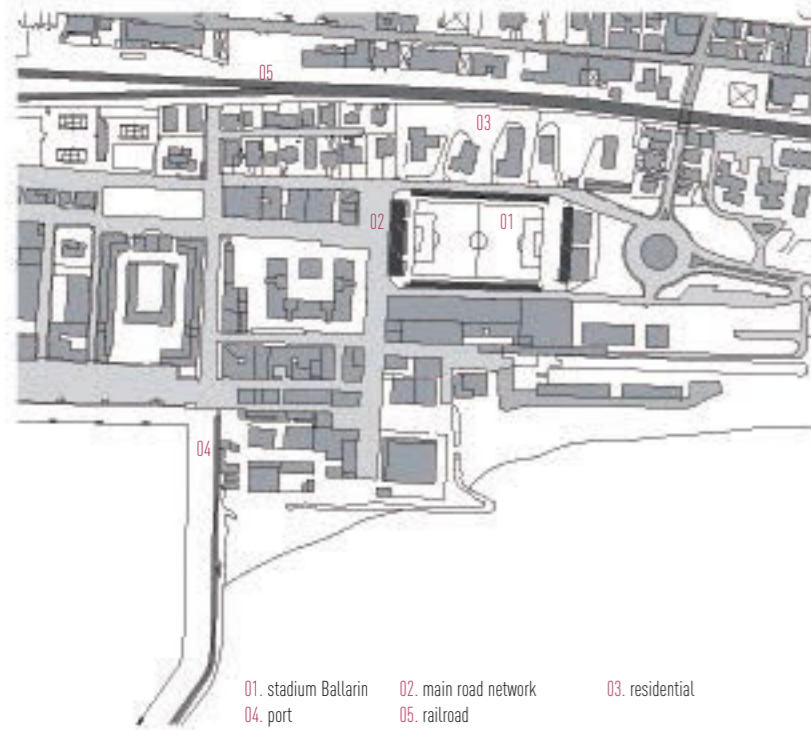 05
03
02
01
04
01. stadium Ballarin 02. main road network 03. residential
04. port 05. railroad